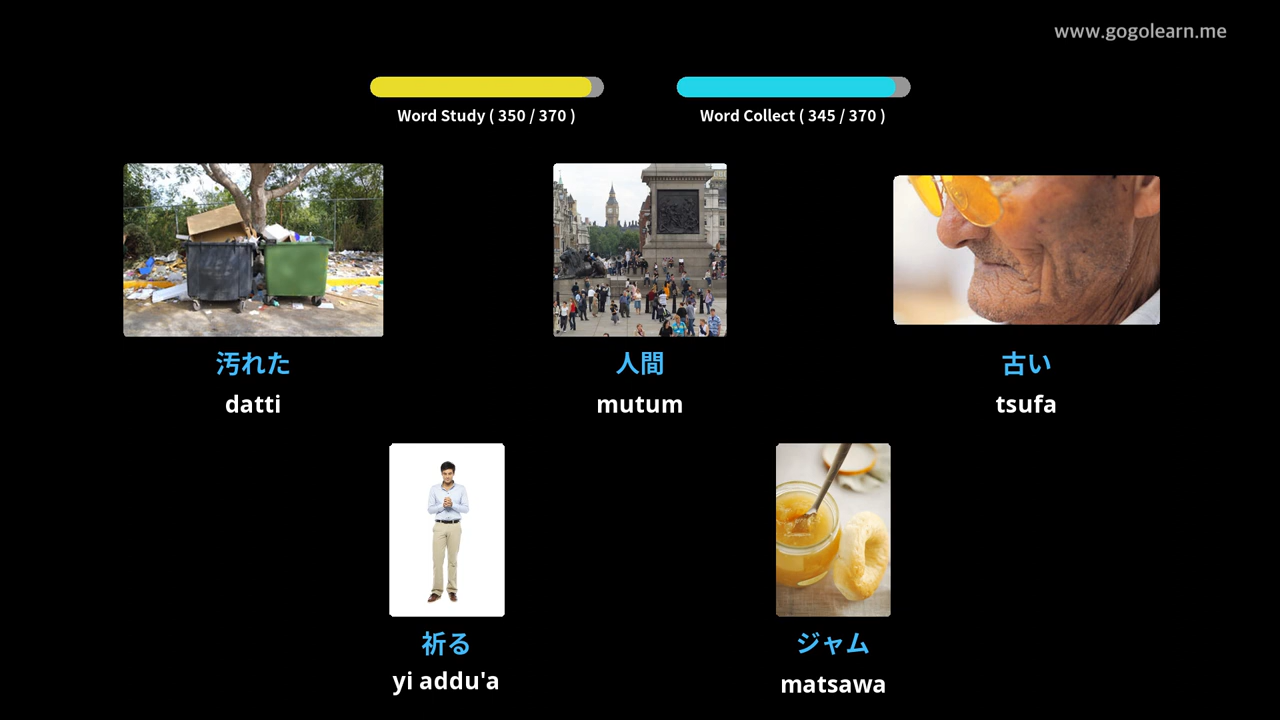 www.gogolearn.me
Word Study ( 350 / 370 )
Word Collect ( 345 / 370 )
汚れた
datti
人間
mutum
古い
tsufa
祈る
yi addu'a
ジャム
matsawa